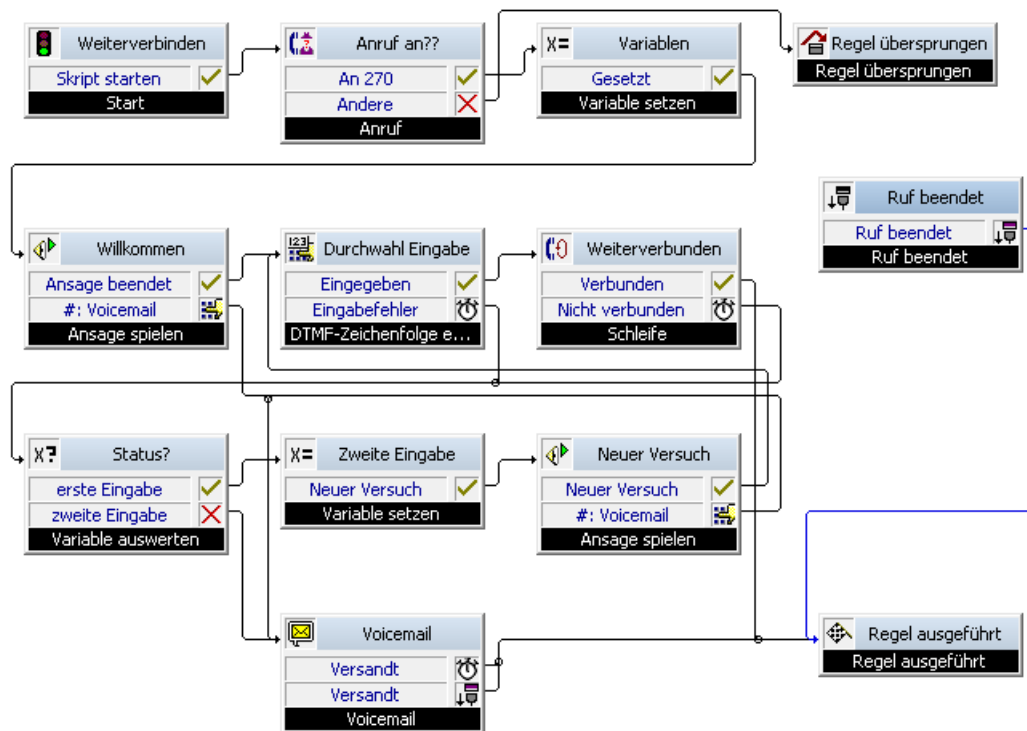 Weiterverbinden
Skript starten
Start
Anruf an??
An 270
Andere
Anruf
X=
Variablen
Gesetzt
Variable setzen
Regel übersprungen
Regel übersprungen
Ruf beendet
Ruf beendet
Ruf beendet
Willkommen
Ansage beendet
#: Voicemail
Ansage spielen
123
Durchwahl Eingabe
Eingegeben
Eingabefehler
DTMF-Zeichenfolge e...
Weiterverbunden
Verbunden
Nicht verbunden
Schleife
X?
Status?
erste Eingabe
zweite Eingabe
Variable auswerten
X=
Zweite Eingabe
Neuer Versuch
Variable setzen
Neuer Versuch
Neuer Versuch
#: Voicemail
Ansage spielen
Voicemail
Versandt
Versandt
Voicemail
Regel ausgeführt
Regel ausgeführt